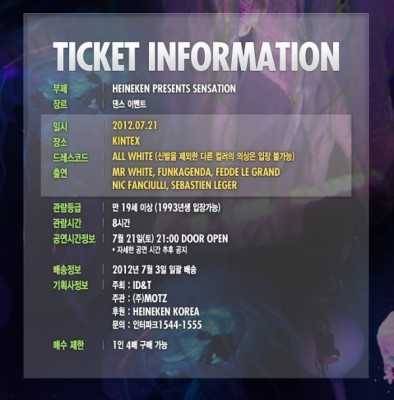 TICKET INFORMATION
부제 HEINEKEN PRESENTS SENSATION
장르 댄스 이벤트
일시 2012.07.21
장소 KINTEX
드레스코드 ALL WHITE (신발을 제외한 다른 컬러의 의상은 입장 불가능)
출연 MR WHITE, FUNKAGENDA, FEDDE LE GRAND
NIC FANCIULLI, SEBASTIEN LEGER
관람등급 만 19세 이상 (1993년생 입장가능)
관람시간 8시간
공연시간정보 7월 21일(토) 21:00 DOOR OPEN
• 자세한 공연 시간 추후 공지
배송정보 2012년 7월 3일 일괄 배송
기획사정보 주최 : ID&T
주관 : (주)MOTZ
후원 : HEINEKEN KOREA
문의 : 인터파크1544-1555
매수 제한 1인 4매 구매 가능